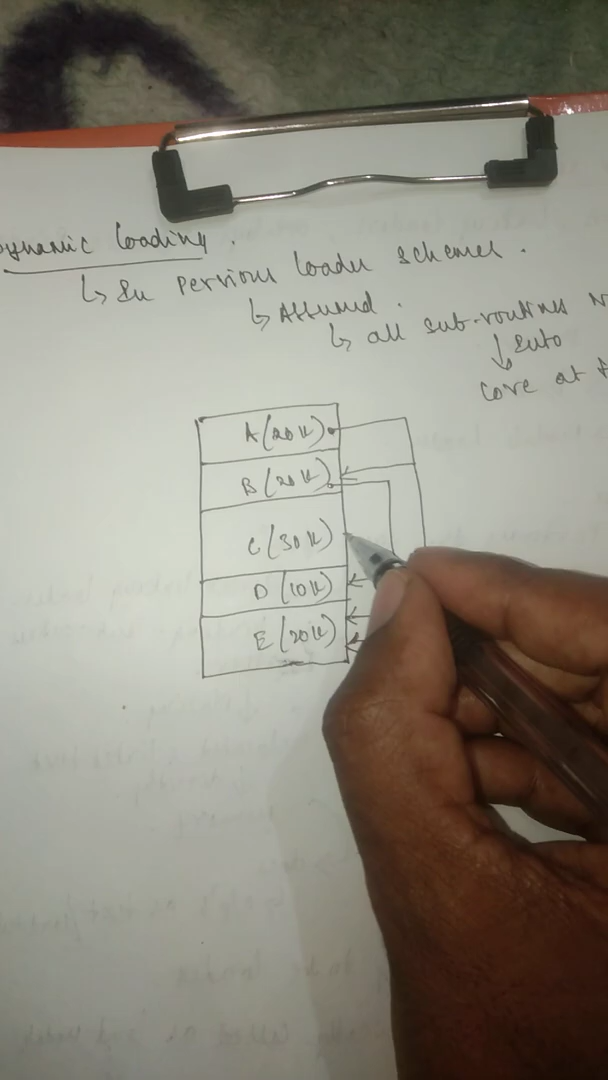 Dynamic loading.
↳ In pervious loader schemes.
↳ Assumed.
↳ all sub-routines N
↓ into
core at
A(20K)
B(20K)
C(30K)
D(10K)
E(20K)